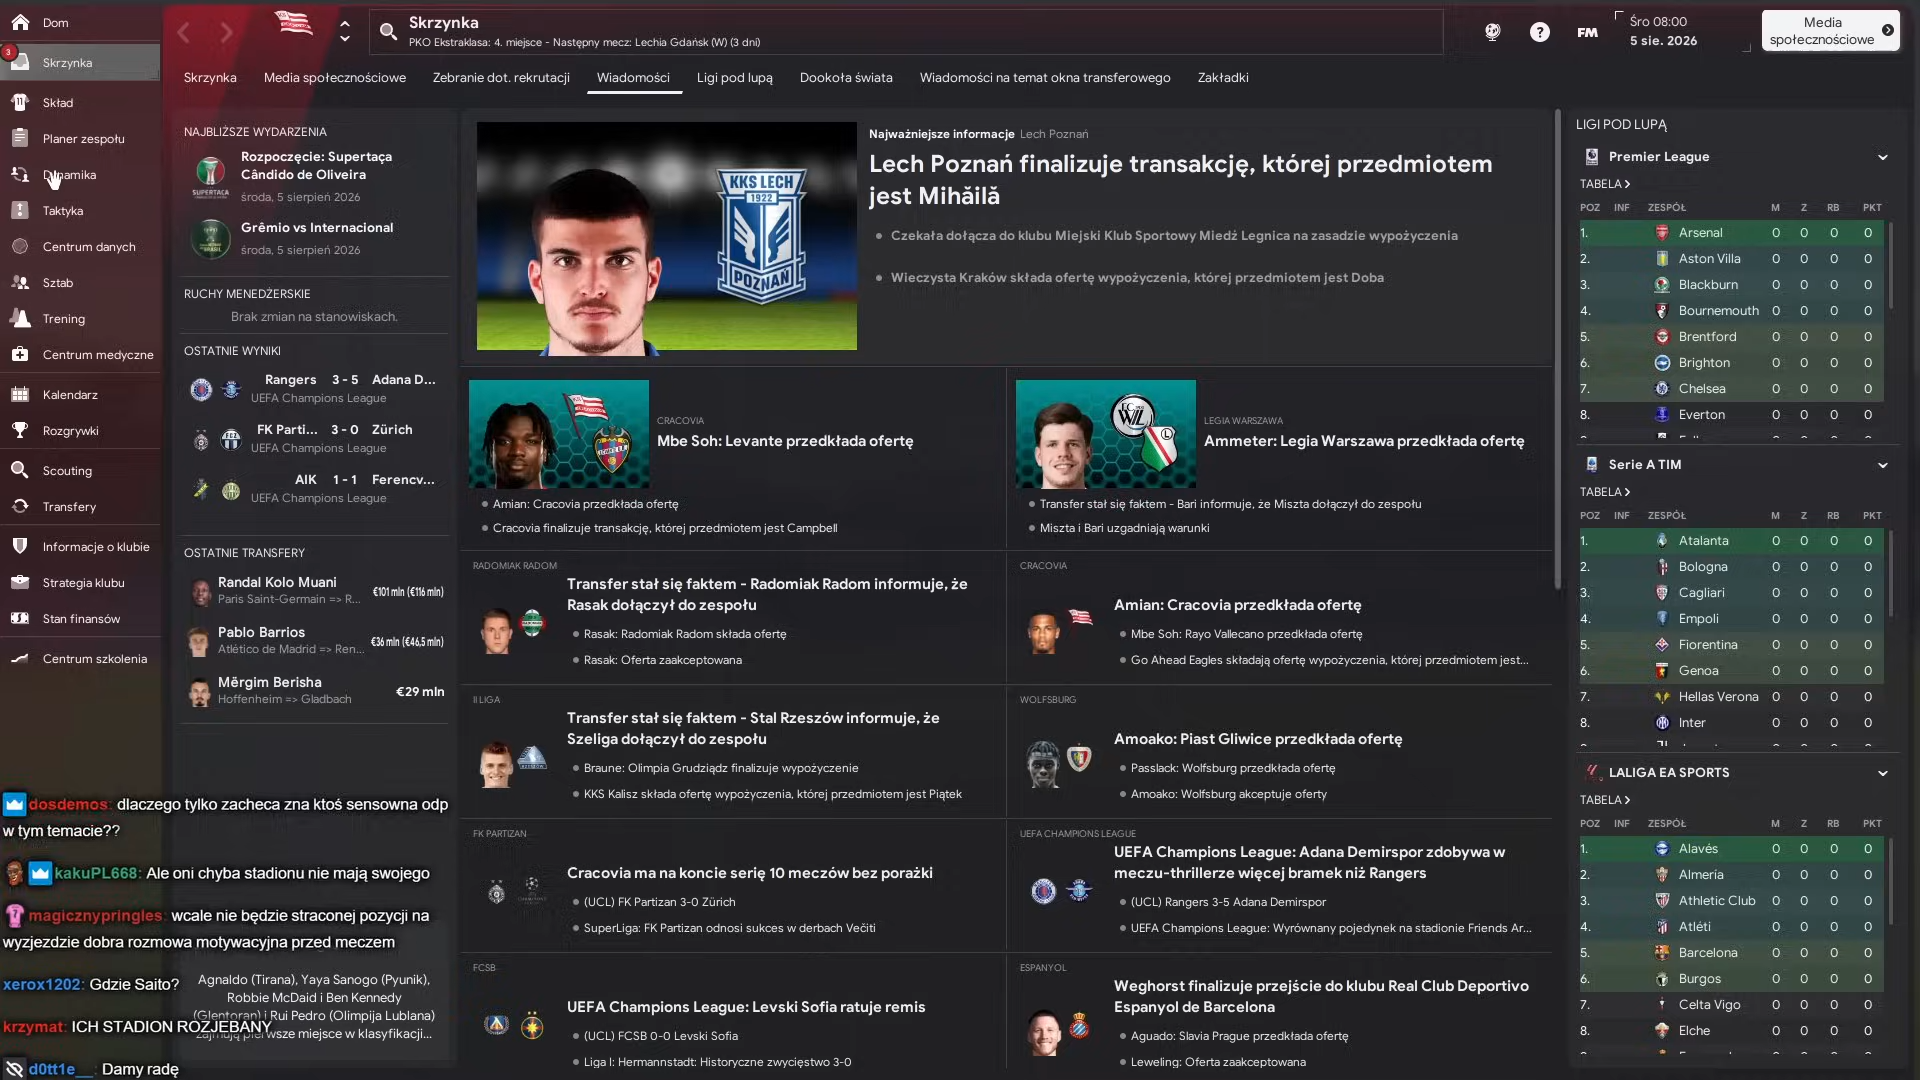 Dom
3
Skrzynka
Skład
Planer zespołu
Taktyka
Centrum danych
Sztab
Trening
Centrum medyczne
Kalendarz
Rozgrywki
Scouting
Transfery
Informacje o klubie
Strategia klubu
Stan finansów
Centrum szkolenia
Skrzynka
PKO Ekstraklasa: 4. miejsce - Następny mecz: Lechia Gdańsk (W) (3 dni)
FM
Śro 08:00
5 sie. 2026
Media
społecznościowe
Skrzynka Media społecznościowe Zebranie dot. rekrutacji Wiadomości Ligi pod lupą Dookoła świata Wiadomości na temat okna transferowego Zakładki
NAJBLIŻSZE WYDARZENIA
Rozpoczęcie: Supertaça
Cândido de Oliveira
środa, 5 sierpień 2026
Grêmio vs Internacional
środa, 5 sierpień 2026
RUCHY MENEDŻERSKIE
Brak zmian na stanowiskach.
OSTATNIE WYNIKI
Rangers 3 - 5 Adana D...
UEFA Champions League
FK Parti... 3 - 0 Zürich
UEFA Champions League
AIK 1 - 1 Ferencv...
UEFA Champions League
OSTATNIE TRANSFERY
Randal Kolo Muani
Paris Saint-Germain => R...
€101 mln (€116 mln)
Pablo Barrios
Atlético de Madrid => Ren...
€36 mln (€46,5 mln)
Mërgim Berisha
Hoffenheim => Gladbach
€29 mln
KKS LECH
1922
POZNAŃ
Najważniejsze informacje Lech Poznań
Lech Poznań finalizuje transakcję, której przedmiotem
jest Mihăilă
Czekała dołącza do klubu Miejski Klub Sportowy Miedź Legnica na zasadzie wypożyczenia
Wieczysta Kraków składa ofertę wypożyczenia, której przedmiotem jest Doba
CRACOVIA
Mbe Soh: Levante przedkłada ofertę
Amian: Cracovia przedkłada ofertę
Cracovia finalizuje transakcję, której przedmiotem jest Campbell
LEGIA WARSZAWA
Ammeter: Legia Warszawa przedkłada ofertę
Transfer stał się faktem - Bari informuje, że Miszta dołączył do zespołu
Miszta i Bari uzgadniają warunki
RADOMIAK RADOM
Transfer stał się faktem - Radomiak Radom informuje, że
Rasak dołączył do zespołu
Rasak: Radomiak Radom składa ofertę
Rasak: Oferta zaakceptowana
CRACOVIA
Amian: Cracovia przedkłada ofertę
Mbe Soh: Rayo Vallecano przedkłada ofertę
Go Ahead Eagles składają ofertę wypożyczenia, której przedmiotem jest...
II LIGA
Transfer stał się faktem - Stal Rzeszów informuje, że
Szeliga dołączył do zespołu
Braune: Olimpia Grudziądz finalizuje wypożyczenie
KKS Kalisz składa ofertę wypożyczenia, której przedmiotem jest Piątek
WOLFSBURG
Amoako: Piast Gliwice przedkłada ofertę
Passlack: Wolfsburg przedkłada ofertę
Amoako: Wolfsburg akceptuje oferty
FK PARTIZAN
Cracovia ma na koncie serię 10 meczów bez porażki
(UCL) FK Partizan 3-0 Zürich
SuperLiga: FK Partizan odnosi sukces w derbach Večiti
UEFA CHAMPIONS LEAGUE
UEFA Champions League: Adana Demirspor zdobywa w
meczu-thrillerze więcej bramek niż Rangers
(UCL) Rangers 3-5 Adana Demirspor
UEFA Champions League: Wyrównany pojedynek na stadionie Friends Ar...
FCSB
UEFA Champions League: Levski Sofia ratuje remis
(UCL) FCSB 0-0 Levski Sofia
Liga I: Hermannstadt: Historyczne zwycięstwo 3-0
ESPANYOL
Weghorst finalizuje przejście do klubu Real Club Deportivo
Espanyol de Barcelona
Aguado: Slavia Prague przedkłada ofertę
Leweling: Oferta zaakceptowana
LIGI POD LUPĄ
Premier League
TABELA
POZ INF ZESPÓŁ M Z RB PKT
1. Arsenal 0 0 0 0
2. Aston Villa 0 0 0 0
3. Blackburn 0 0 0 0
4. Bournemouth 0 0 0 0
5. Brentford 0 0 0 0
6. Brighton 0 0 0 0
7. Chelsea 0 0 0 0
8. Everton 0 0 0 0
Serie A TIM
TABELA
POZ INF ZESPÓŁ M Z RB PKT
1. Atalanta 0 0 0 0
2. Bologna 0 0 0 0
3. Cagliari 0 0 0 0
4. Empoli 0 0 0 0
5. Fiorentina 0 0 0 0
6. Genoa 0 0 0 0
7. Hellas Verona 0 0 0 0
8. Inter 0 0 0 0
LALIGA EA SPORTS
TABELA
POZ INF ZESPÓŁ M Z RB PKT
1. Alavés 0 0 0 0
2. Almería 0 0 0 0
3. Athletic Club 0 0 0 0
4. Atléti 0 0 0 0
5. Barcelona 0 0 0 0
6. Burgos 0 0 0 0
7. Celta Vigo 0 0 0 0
8. Elche 0 0 0 0
dosdemos: dlaczego tylko zacheca zna ktoś sensowna odp
w tym temacie??
kakuPL668: Ale oni chyba stadionu nie mają swojego
magicznypringles: wcale nie będzie straconej pozycji na
wyzjezdzie dobra rozmowa motywacyjna przed meczem
xerox1202: Gdzie Saito?
krzymat: ICH STADION ROZJEBANY
d0tt1e__: Damy radę
Agnaldo (Tirana), Yaya Sanogo (Pyunik),
Robbie McDaid i Ben Kennedy
(Glentoran) i Rui Pedro (Olimpija Lublana)
zajmują pierwsze miejsce w klasyfikacji...